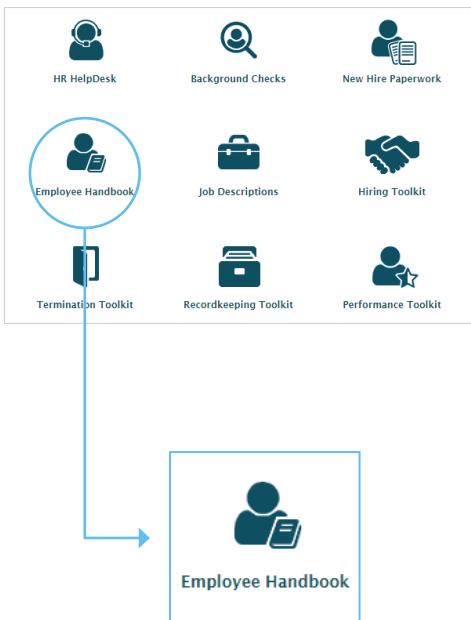 HR HelpDesk
Background Checks
New Hire Paperwork
Employee Handbook
Job Descriptions
Hiring Toolkit
Termination Toolkit
Recordkeeping Toolkit
Performance Toolkit
Employee Handbook